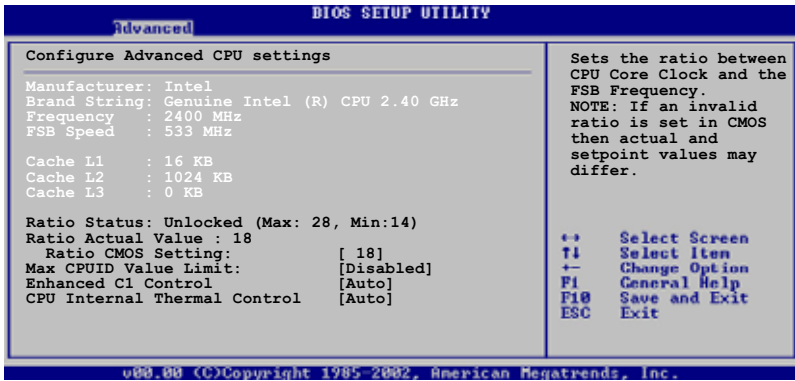 BIOS SETUP UTILITY
Advanced
Configure Advanced CPU settings
Manufacturer: Intel
Brand String: Genuine Intel (R) CPU 2.40 GHz
Frequency : 2400 MHz
FSB Speed : 533 MHz
Cache L1 : 16 KB
Cache L2 : 1024 KB
Cache L3 : 0 KB
Ratio Status: Unlocked (Max: 28, Min:14)
Ratio Actual Value : 18
Ratio CMOS Setting: [ 18]
Max CPUID Value Limit: [Disabled]
Enhanced C1 Control [Auto]
CPU Internal Thermal Control [Auto]
Sets the ratio between
CPU Core Clock and the
FSB Frequency.
NOTE: If an invalid
ratio is set in CMOS
then actual and
setpoint values may
differ.
↔ Select Screen
↑↓ Select Item
+- Change Option
F1 General Help
F10 Save and Exit
ESC Exit
v00.00 (C)Copyright 1985-2002, American Megatrends, Inc.